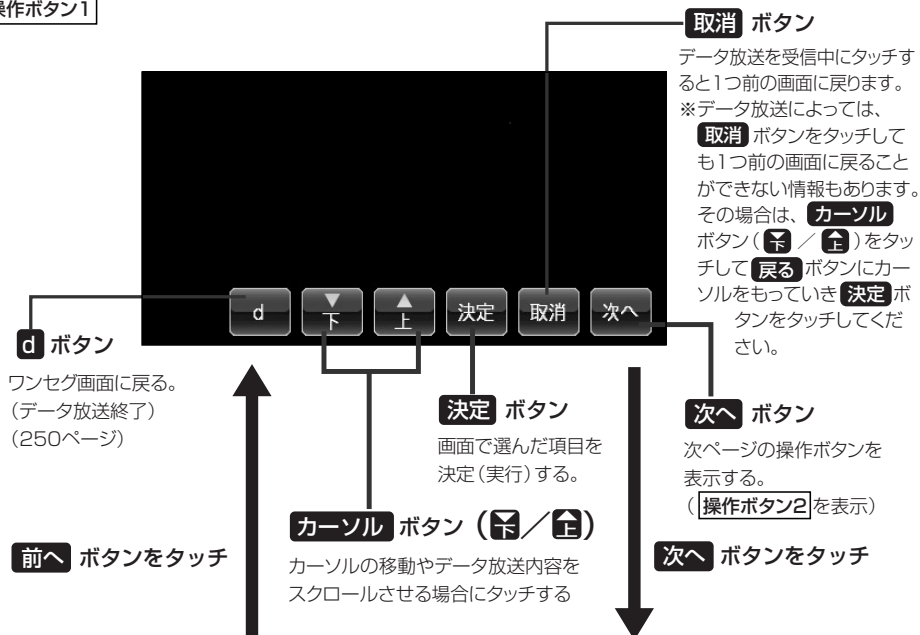 操作ボタン1
取消 ボタン
データ放送を受信中にタッチす
ると1つ前の画面に戻ります。
※データ放送によっては、
取消 ボタンをタッチして
も1つ前の画面に戻ること
ができない情報もあります。
その場合は、カーソル
ボタン(下/上)をタッ
チして 戻る ボタンにカー
ソルをもっていき 決定 ボ
タンをタッチしてくだ
さい。
d ▼下 ▲上 決定 取消 次へ
d ボタン
ワンセグ画面に戻る。
(データ放送終了)
(250ページ)
決定 ボタン
画面で選んだ項目を
決定(実行)する。
次へ ボタン
次ページの操作ボタンを
表示する。
(操作ボタン2を表示)
カーソル ボタン(下/上)
カーソルの移動やデータ放送内容を
スクロールさせる場合にタッチする
前へ ボタンをタッチ
次へ ボタンをタッチ